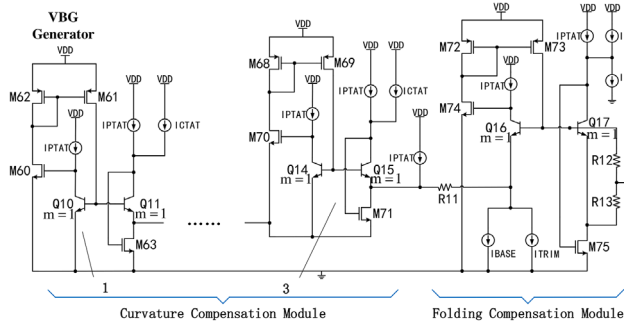 VBG
Generator
VDD
VDD
VDD
VDD
M62
M61
IPTAT
ICTAT
IPTAT
M60
Q10
m=1
Q11
m=1
M63
......
VDD
M68
M69
VDD
VDD
VDD
IPTAT
ICTAT
IPTAT
M70
VDD
IPTAT
Q14
m=1
Q15
m=1
M71
R11
VDD
M72
M73
VDD
VDD
VDD
IPTAT
IPTAT
M74
Q16
m=1
Q17
m=1
R12
R13
M75
IBASE
ITRIM
1
3
Curvature Compensation Module
Folding Compensation Module